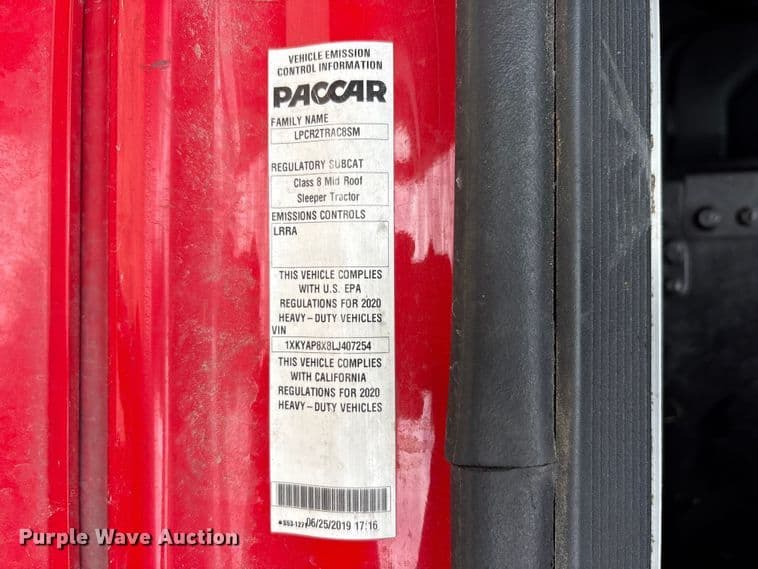 VEHICLE EMISSION
CONTROL INFORMATION
PACCAR
FAMILY NAME
LPCR2TRAC8SM
REGULATORY SUBCAT
Class 8 Mid Roof
Sleeper Tractor
EMISSIONS CONTROLS
LRRA
THIS VEHICLE COMPLIES
WITH U.S. EPA
REGULATIONS FOR 2020
HEAVY-DUTY VEHICLES
VIN
1XKYAP8X8LJ407254
THIS VEHICLE COMPLIES
WITH CALIFORNIA
REGULATIONS FOR 2020
HEAVY-DUTY VEHICLES
06/25/2019 17:16
Purple Wave Auction